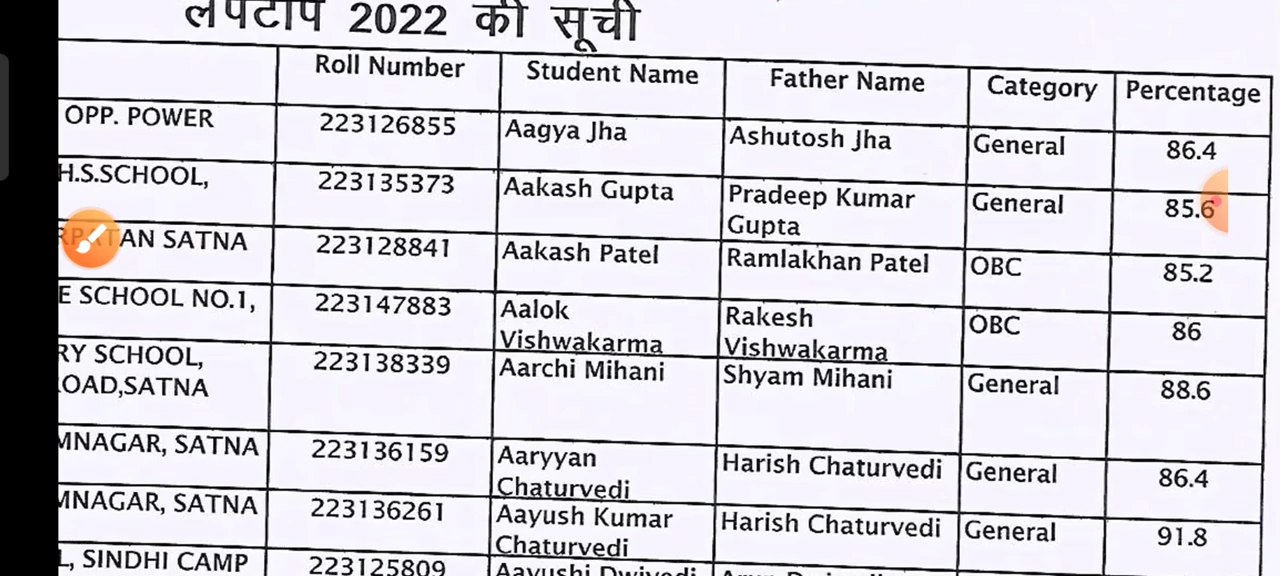 लैपटॉप 2022 की सूची
Roll Number Student Name Father Name Category Percentage
OPP. POWER 223126855 Aagya Jha Ashutosh Jha General 86.4
H.S.SCHOOL, 223135373 Aakash Gupta Pradeep Kumar General 85.6
Gupta
TAN SATNA 223128841 Aakash Patel Ramlakhan Patel OBC 85.2
E SCHOOL NO.1, 223147883 Aalok Rakesh OBC 86
Vishwakarma Vishwakarma
RY SCHOOL, 223138339 Aarchi Mihani Shyam Mihani General 88.6
OAD,SATNA
MNAGAR, SATNA 223136159 Aaryyan Harish Chaturvedi General 86.4
Chaturvedi
MNAGAR, SATNA 223136261 Aayush Kumar Harish Chaturvedi General 91.8
Chaturvedi
L, SINDHI CAMP 223125809 Aayushi Dwivedi